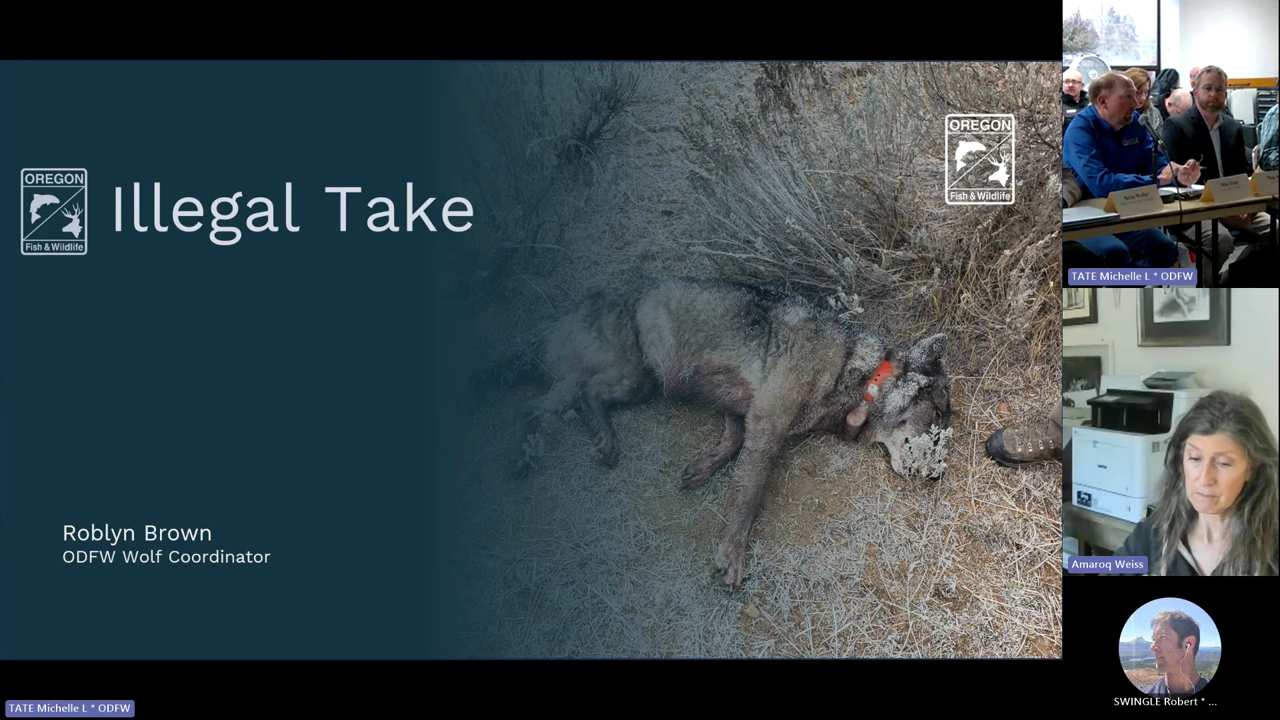 OREGON
Fish & Wildlife
Illegal Take
Roblyn Brown
ODFW Wolf Coordinator
OREGON
Fish & Wildlife
TATE Michelle L * ODFW
TATE Michelle L * ODFW
Amaroq Weiss
SWINGLE Robert * ...